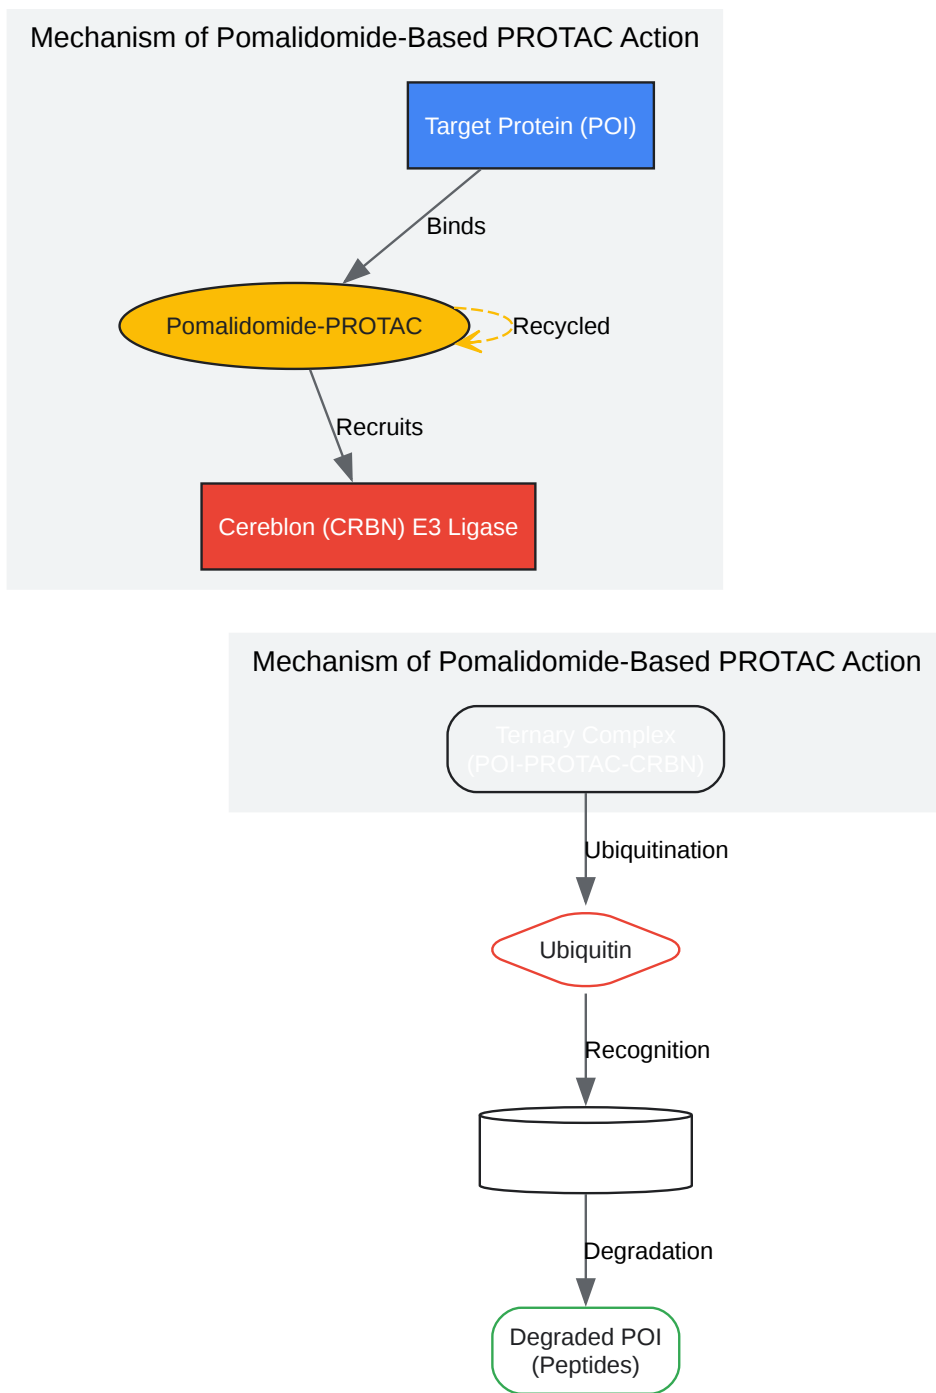 Mechanism of Pomalidomide-Based PROTAC Action
Target Protein (POI)
Binds
Pomalidomide-PROTAC
Recycled
Recruits
Cereblon (CRBN) E3 Ligase
Mechanism of Pomalidomide-Based PROTAC Action
Ternary Complex
(POI-PROTAC-CRBN)
Ubiquitination
Ubiquitin
Recognition
Degradation
Degraded POI
(Peptides)